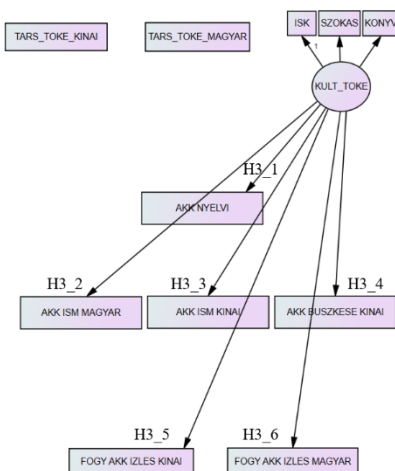 ISK
SZOKAS
KONYV
TARS_TOKE_KINAI
TARS_TOKE_MAGYAR
1
KULT_TOKE
H3_1
AKK NYELVI
H3_2
H3_3
H3_4
AKK ISM MAGYAR
AKK ISM KINAI
AKK BUSZKESE KINAI
H3_5
H3_6
FOGY AKK IZLES KINAI
FOGY AKK IZLES MAGYAR